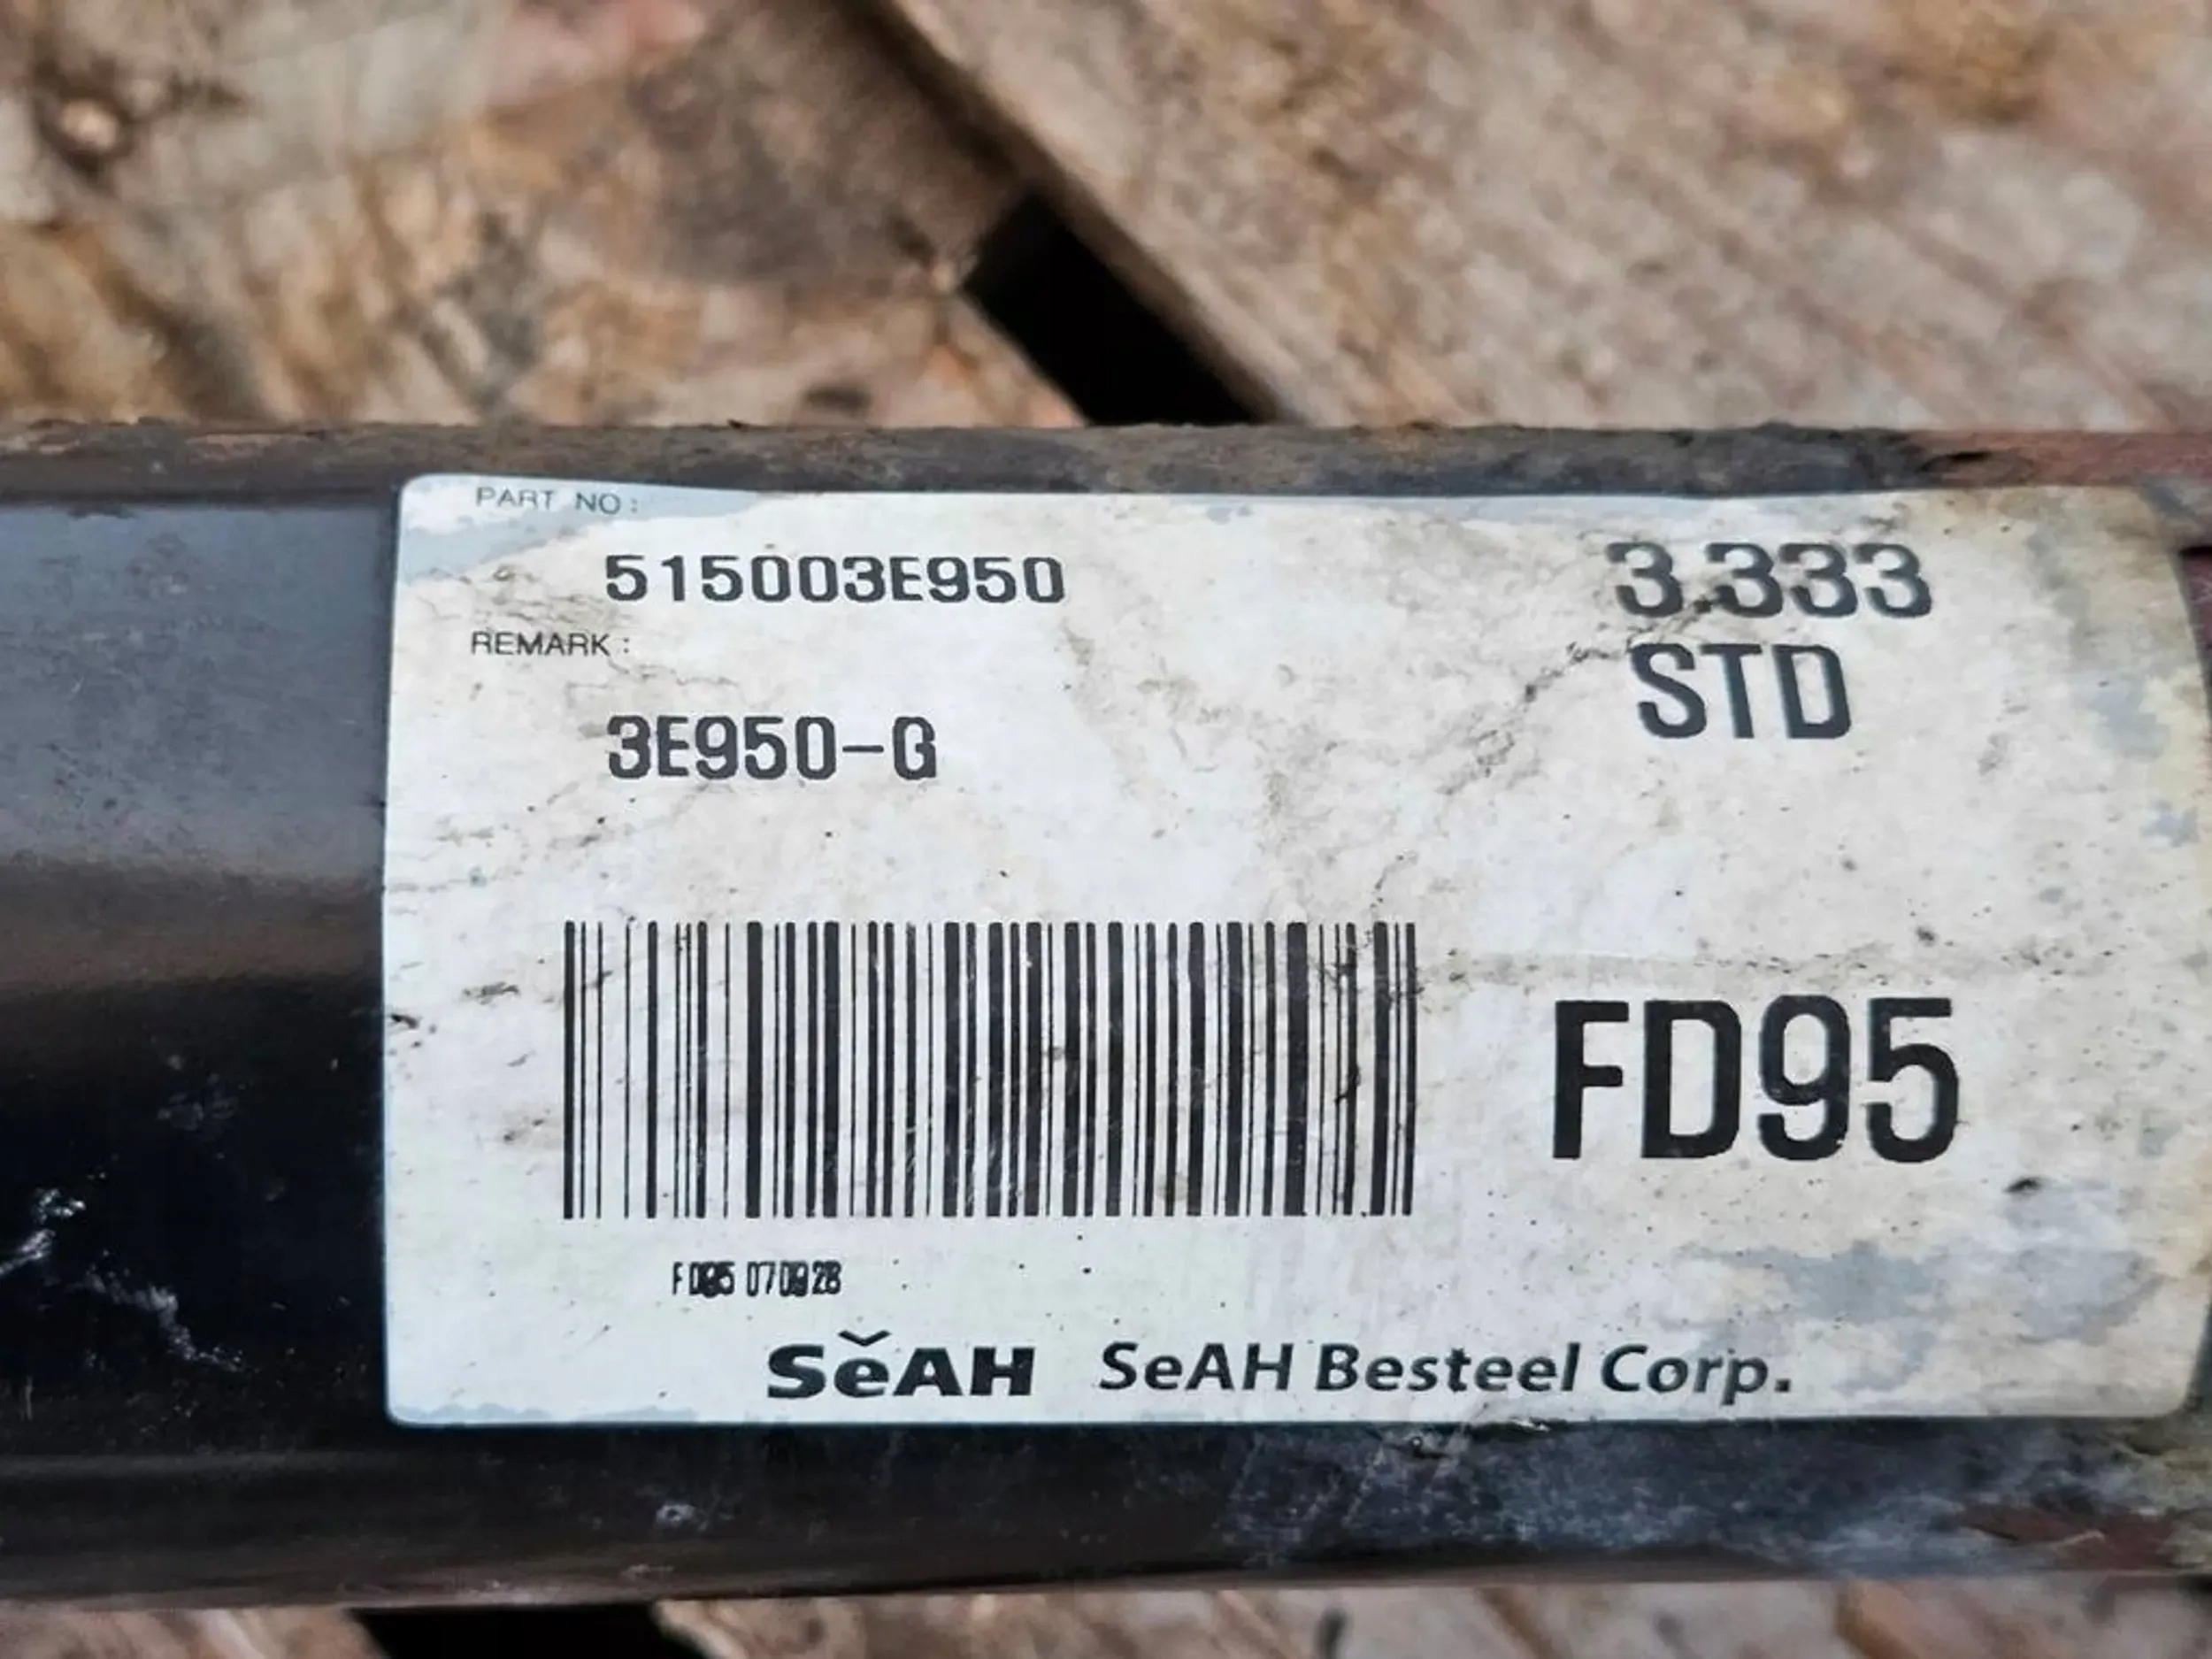 PART NO :
515003E950
3.333
REMARK :
STD
3E950-G
FD95
FD95 070928
SeAH SeAH Besteel Corp.